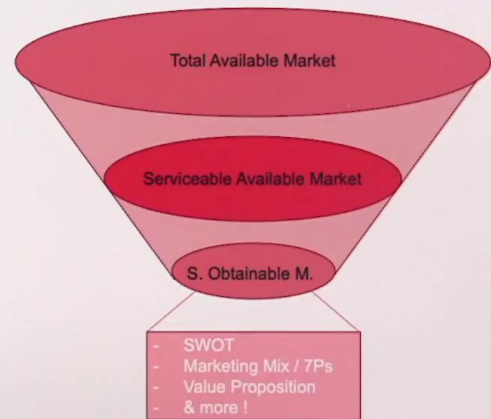 Total Available Market
Serviceable Available Market
S. Obtainable M.
- SWOT
- Marketing Mix / 7Ps
- Value Proposition
- & more !